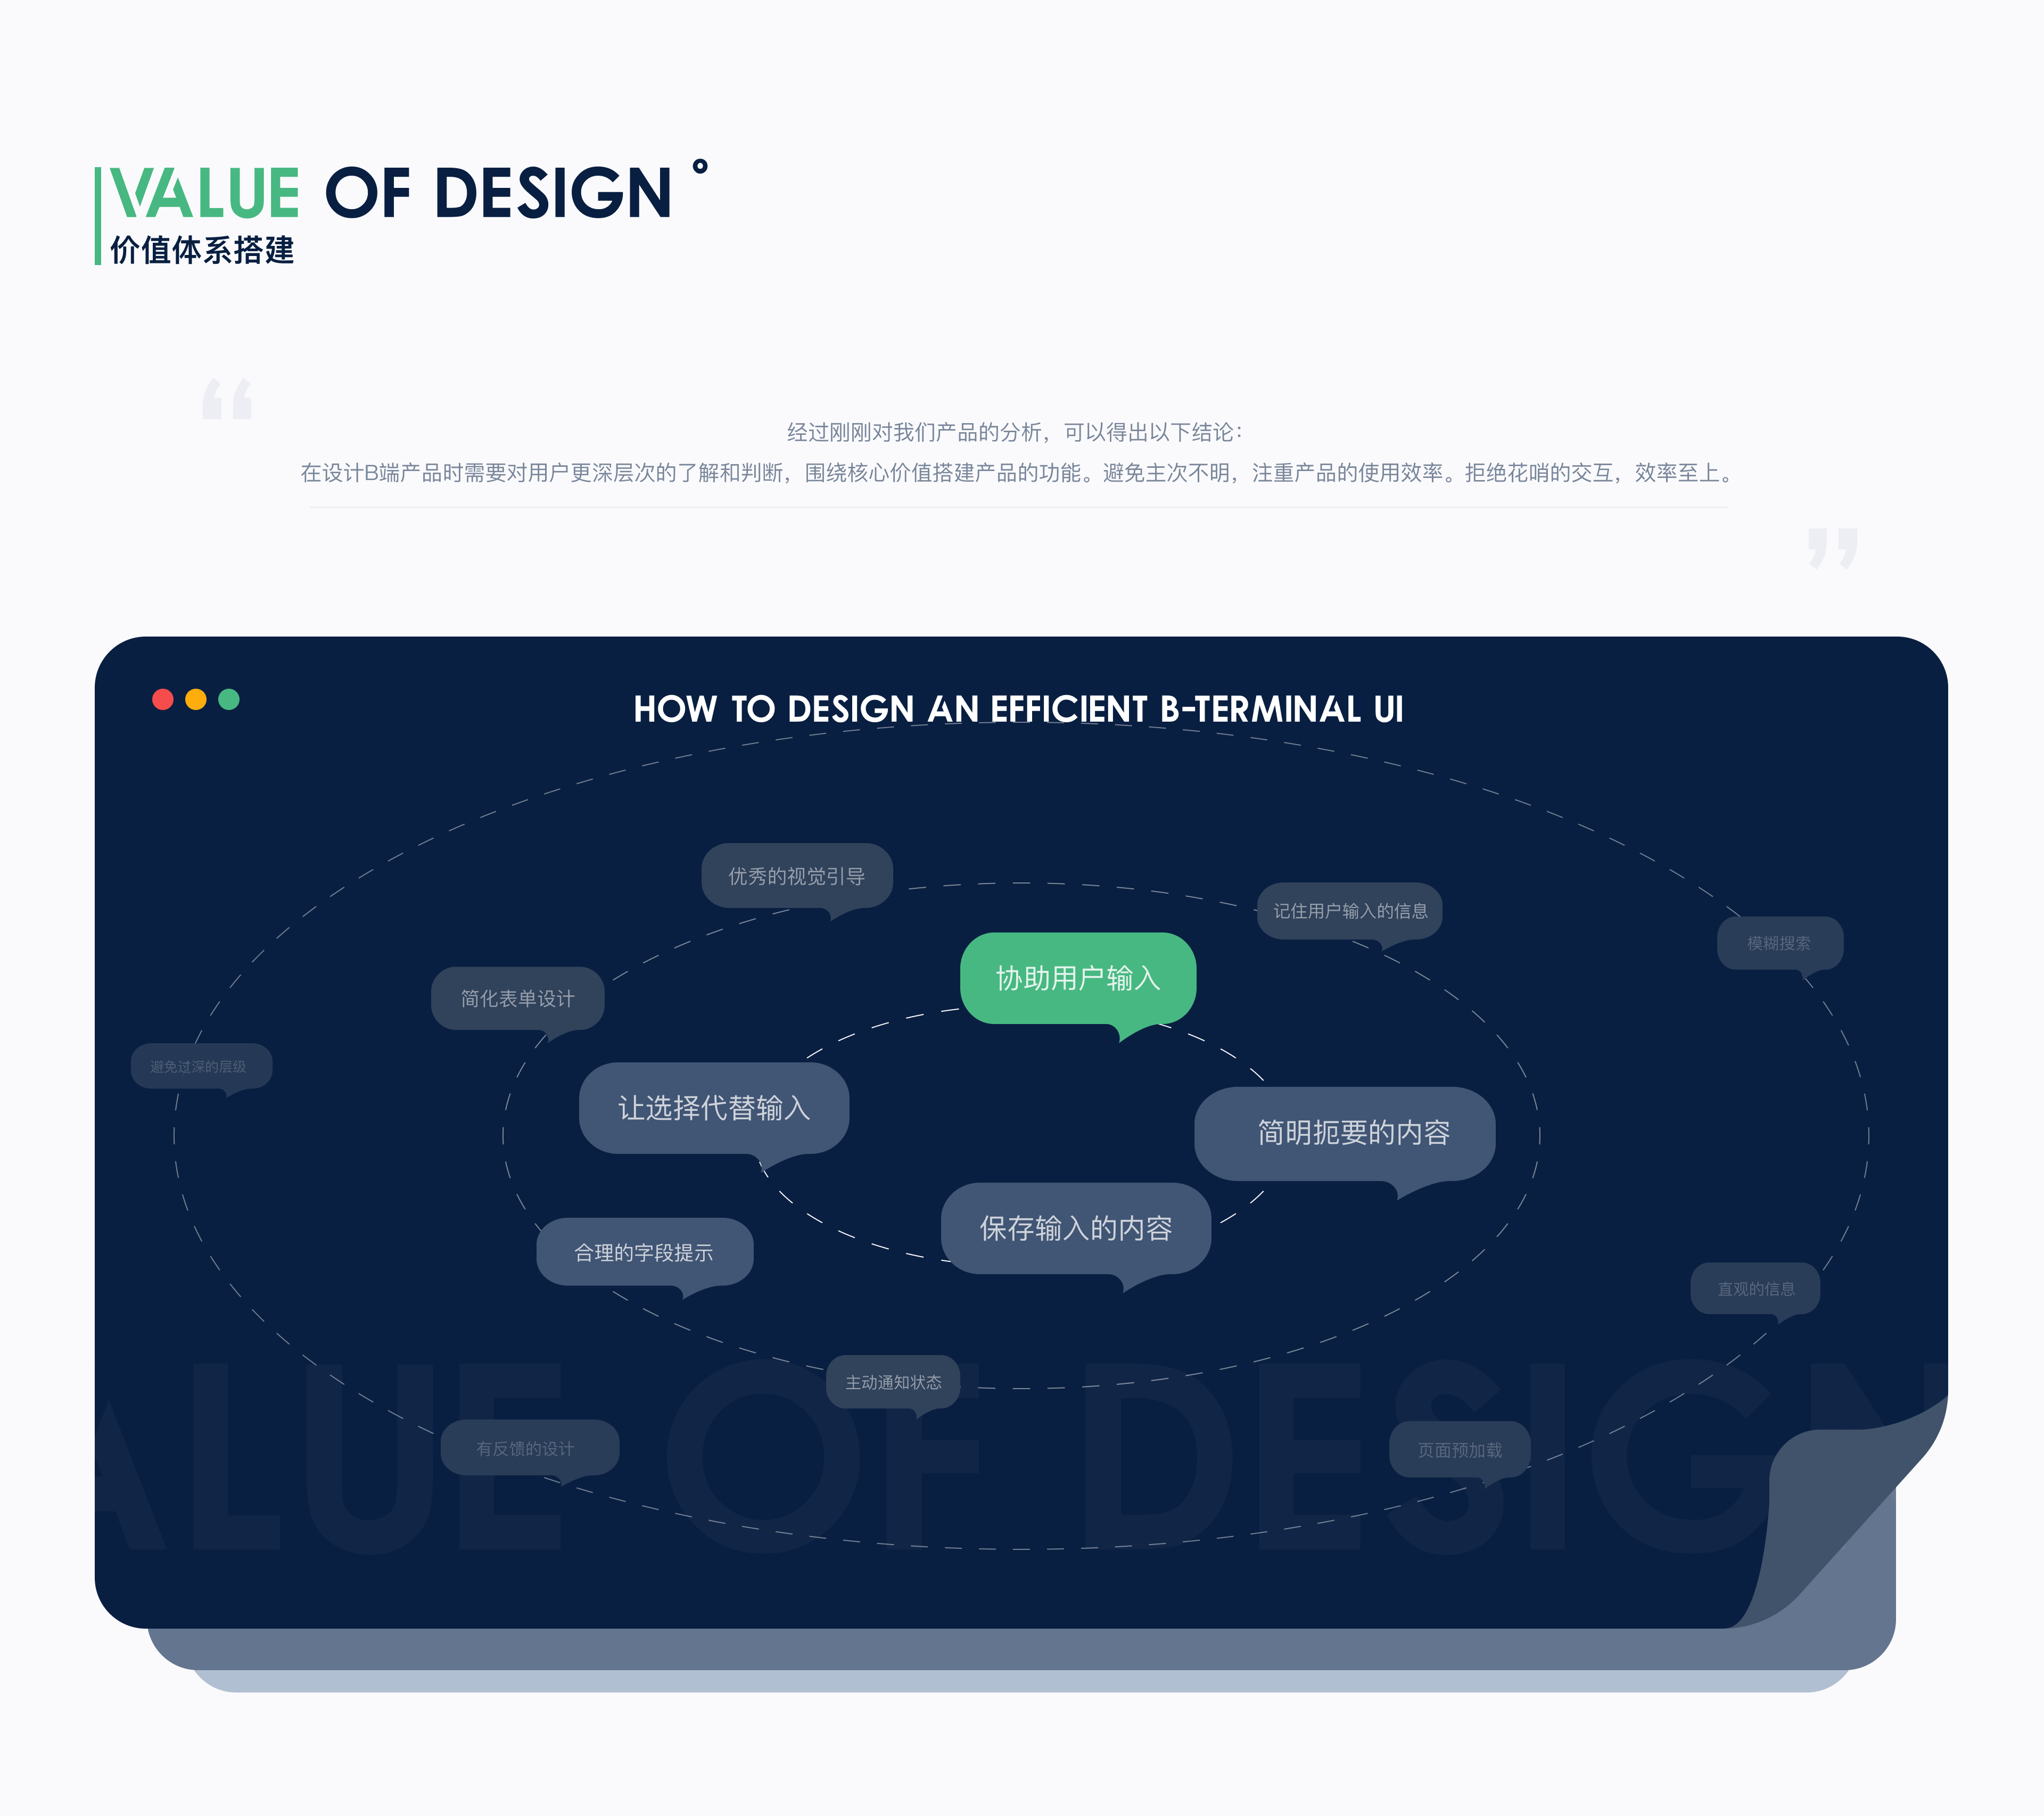 VALUE OF DESIGN °
价值体系搭建
“
经过刚刚对我们产品的分析，可以得出以下结论：
在设计B端产品时需要对用户更深层次的了解和判断，围绕核心价值搭建产品的功能。避免主次不明，注重产品的使用效率。拒绝花哨的交互，效率至上。
”
HOW TO DESIGN AN EFFICIENT B-TERMINAL UI
优秀的视觉引导
记住用户输入的信息
模糊搜索
协助用户输入
简化表单设计
避免过深的层级
让选择代替输入
简明扼要的内容
保存输入的内容
合理的字段提示
直观的信息
主动通知状态
有反馈的设计
页面预加载
ALUE OF DESIGN